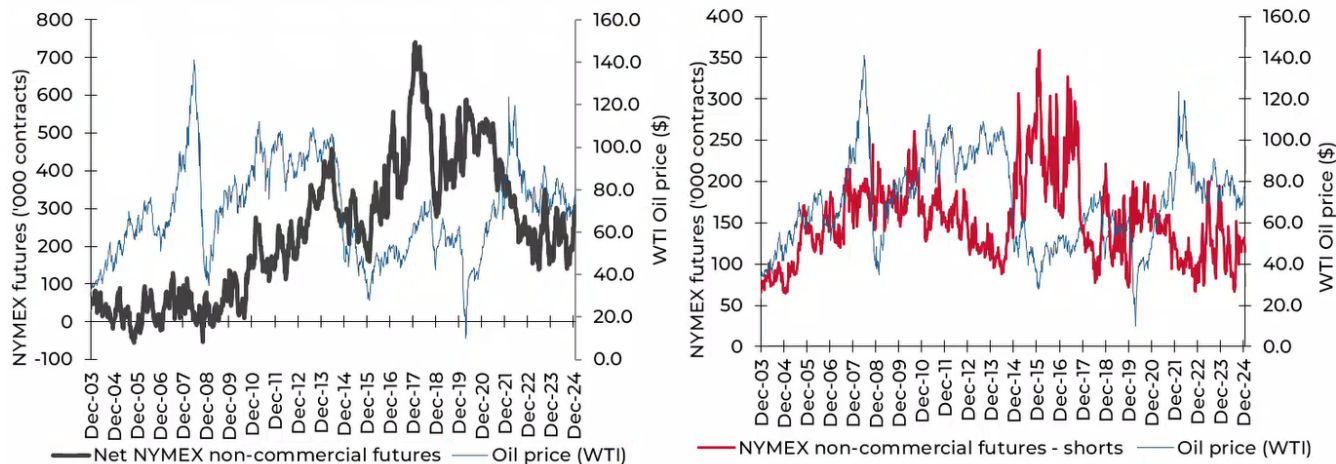 NYMEX futures ('000 contracts)
800
700
600
500
400
300
200
100
0
-100
160.0
140.0
120.0
100.0
80.0
60.0
40.0
20.0
0.0
WTI Oil price ($)
Dec-03
Dec-04
Dec-05
Dec-06
Dec-07
Dec-08
Dec-09
Dec-10
Dec-11
Dec-12
Dec-13
Dec-14
Dec-15
Dec-16
Dec-17
Dec-18
Dec-19
Dec-20
Dec-21
Dec-22
Dec-23
Dec-24
Net NYMEX non-commercial futures
Oil price (WTI)
NYMEX futures ('000 contracts)
400
350
300
250
200
150
100
50
0
160.0
140.0
120.0
100.0
80.0
60.0
40.0
20.0
0.0
WTI Oil price ($)
Dec-03
Dec-04
Dec-05
Dec-06
Dec-07
Dec-08
Dec-09
Dec-10
Dec-11
Dec-12
Dec-13
Dec-14
Dec-15
Dec-16
Dec-17
Dec-18
Dec-19
Dec-20
Dec-21
Dec-22
Dec-23
Dec-24
NYMEX non-commercial futures - shorts
Oil price (WTI)